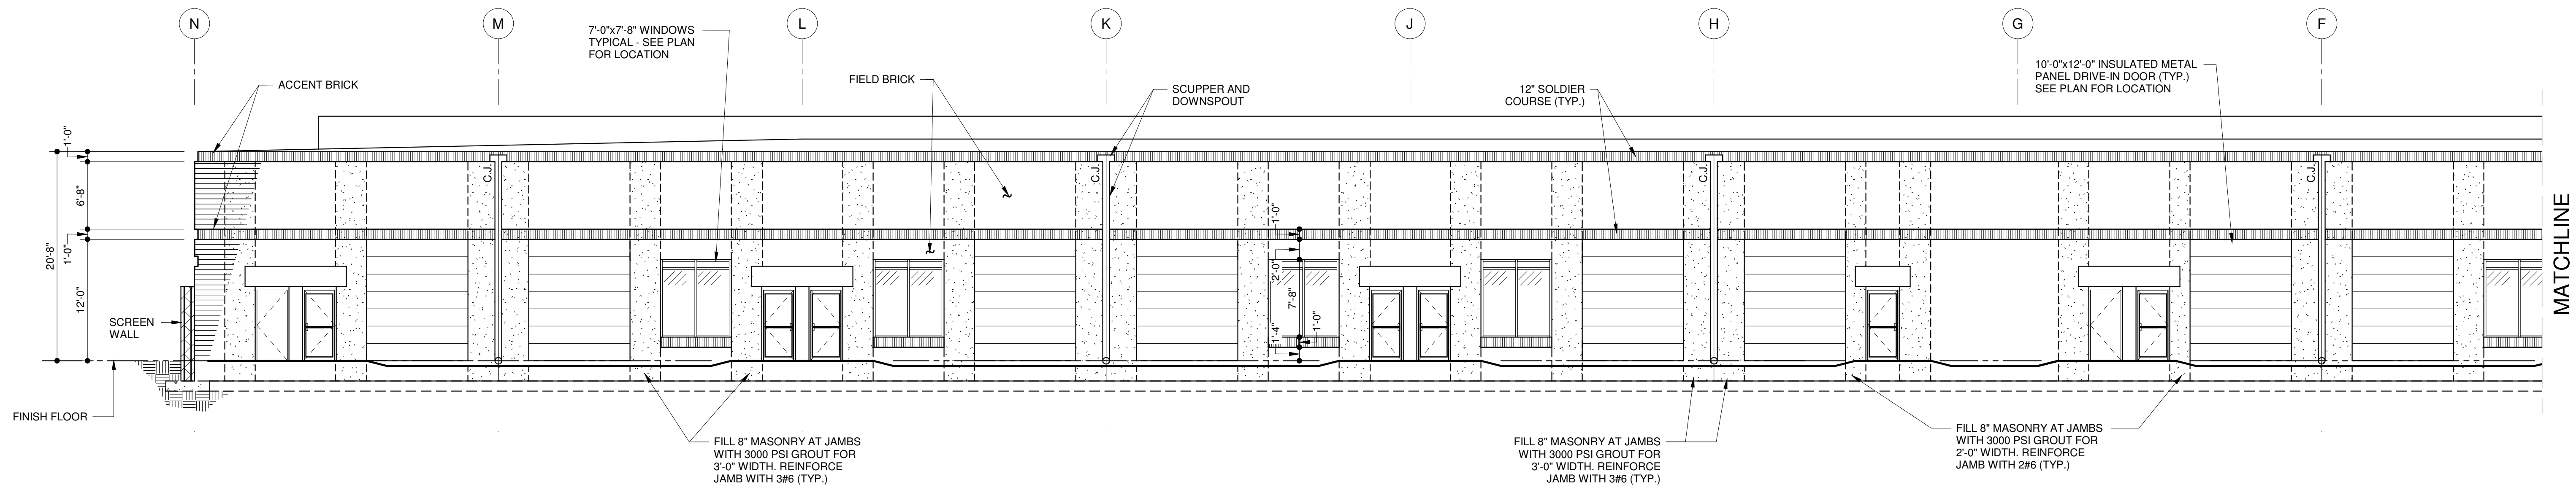 N
M
L
K
J
H
G
F
7'-0"x7'-8" WINDOWS
TYPICAL - SEE PLAN
FOR LOCATION
ACCENT BRICK
FIELD BRICK
SCUPPER AND
DOWNSPOUT
12" SOLDIER
COURSE (TYP.)
10'-0"x12'-0" INSULATED METAL
PANEL DRIVE-IN DOOR (TYP.)
SEE PLAN FOR LOCATION
1'-0"
6'-8"
20'-8"
1'-0"
12'-0"
C.J.
C.J.
C.J.
C.J.
1'-0"
2'-0"
7'-8"
1'-0"
1'-4"
MATCHLINE
SCREEN
WALL
FINISH FLOOR
FILL 8" MASONRY AT JAMBS
WITH 3000 PSI GROUT FOR
3'-0" WIDTH. REINFORCE
JAMB WITH 3#6 (TYP.)
FILL 8" MASONRY AT JAMBS
WITH 3000 PSI GROUT FOR
3'-0" WIDTH. REINFORCE
JAMB WITH 3#6 (TYP.)
FILL 8" MASONRY AT JAMBS
WITH 3000 PSI GROUT FOR
2'-0" WIDTH. REINFORCE
JAMB WITH 2#6 (TYP.)